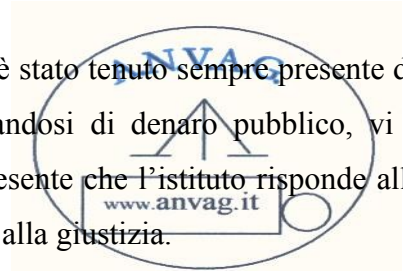 ANVAG
è stato tenuto sempre presente d
andosi di denaro pubblico, vi
esente che l'istituto risponde all
www.anvag.it
alla giustizia.